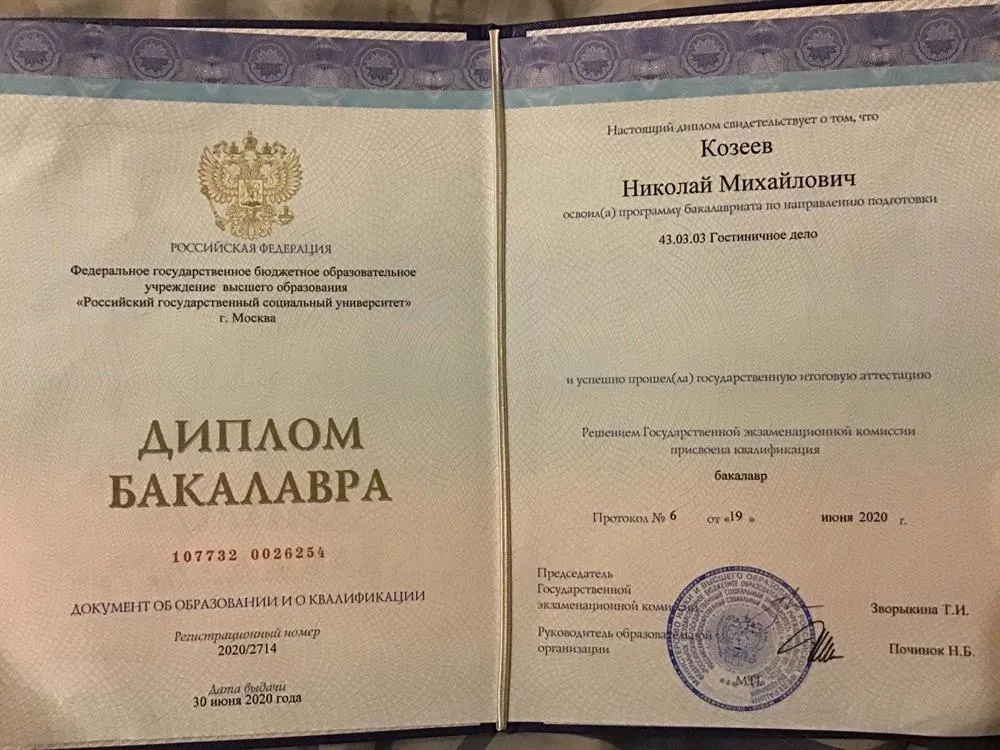 РОССИЙСКАЯ ФЕДЕРАЦИЯ
Федеральное государственное бюджетное образовательное
учреждение высшего образования
«Российский государственный социальный университет»
г. Москва
ДИПЛОМ
БАКАЛАВРА
107732 0026254
ДОКУМЕНТ ОБ ОБРАЗОВАНИИ И О КВАЛИФИКАЦИИ
Регистрационный номер
2020/2714
Дата выдачи
30 июня 2020 года
Настоящий диплом свидетельствует о том, что
Козеев
Николай Михайлович
освоил(а) программу бакалавриата по направлению подготовки
43.03.03 Гостиничное дело
и успешно прошел(ла) государственную итоговую аттестацию
Решением Государственной экзаменационной комиссии
присвоена квалификация
бакалавр
Протокол № 6 от «19 » июня 2020 г.
Председатель
Государственной
экзаменационной комиссии Зворыкина Т.И.
Руководитель образовательной
организации Починок Н.Б.
М.П.